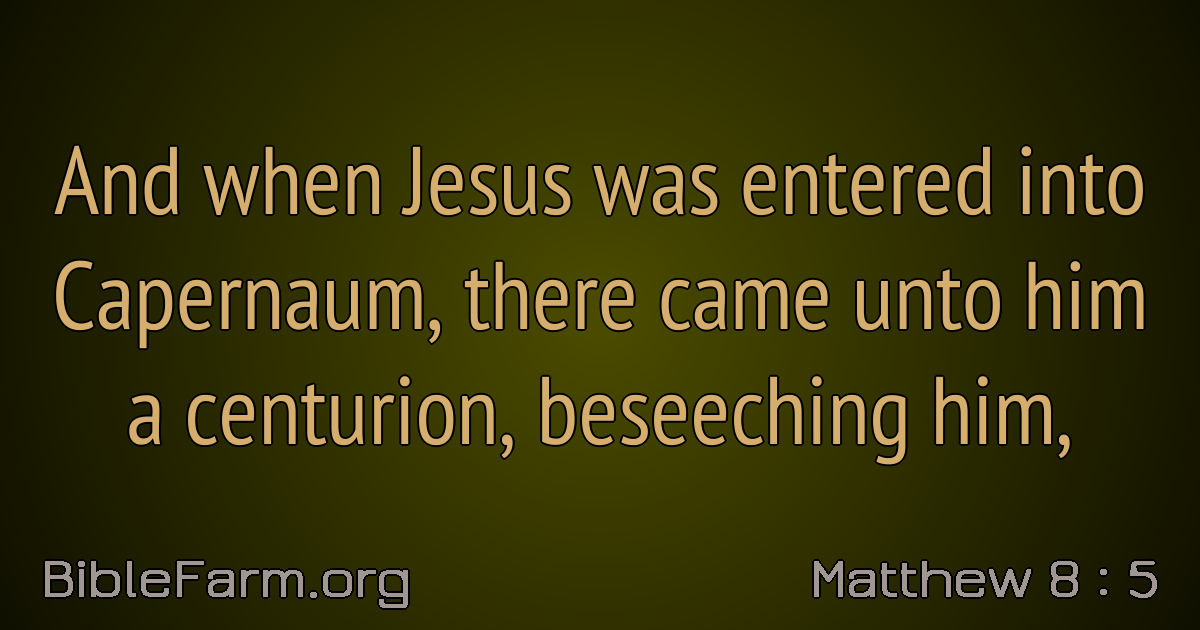 And when Jesus was entered into
Capernaum, there came unto him
a centurion, beseeching him,
BibleFarm.org
Matthew 8 : 5